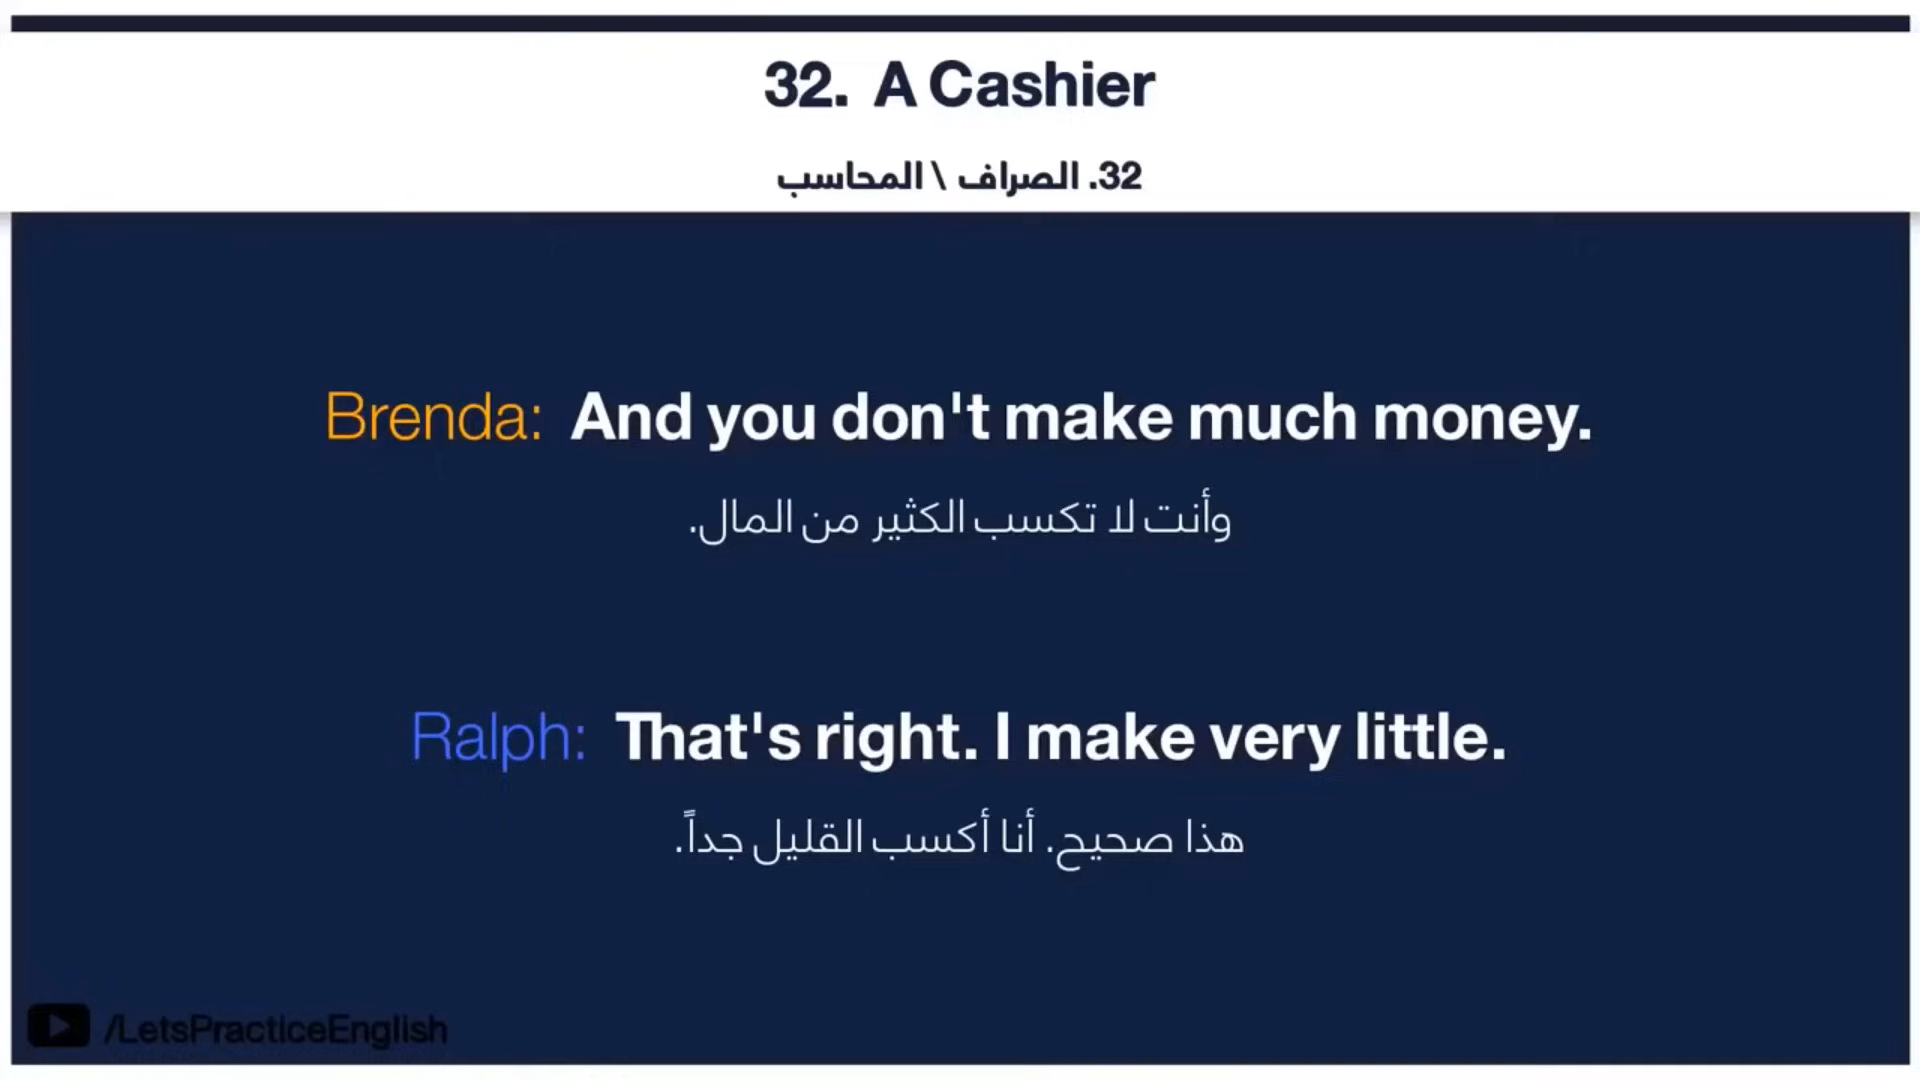 32. A Cashier
32. الصراف \ المحاسب
Brenda: And you don't make much money.
وأنت لا تكسب الكثير من المال.
Ralph: That's right. I make very little.
هذا صحيح. أنا أكسب القليل جداً.
/LetsPracticeEnglish